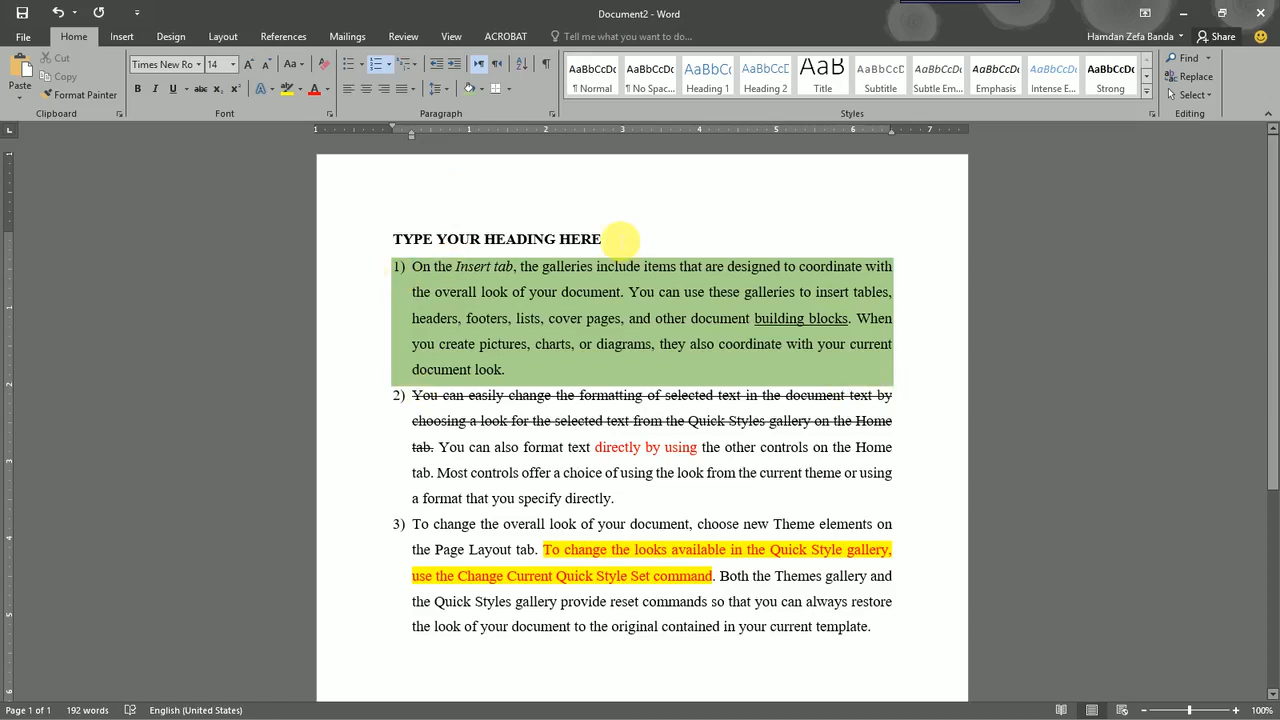 Document2 - Word
File Home Insert Design Layout References Mailings Review View ACROBAT Tell me what you want to do... Hamdan Zefa Banda Share
Paste Cut Copy Format Painter
Clipboard
Times New Ro 14 Aa
B I U abc x₂ x² A
Font
Paragraph
AaBbCcDc AaBbCcDc AaBbCc AaBbCcD AaB AaBbCcD AaBbCcDc AaBbCcDc AaBbCcDc AaBbCcDc
¶ Normal ¶ No Spac... Heading 1 Heading 2 Title Subtitle Subtle Em... Emphasis Intense E... Strong
Styles
Find
Replace
Select
Editing
1 1 2 3 4 5 6 7
TYPE YOUR HEADING HERE
1) On the Insert tab, the galleries include items that are designed to coordinate with
the overall look of your document. You can use these galleries to insert tables,
headers, footers, lists, cover pages, and other document building blocks. When
you create pictures, charts, or diagrams, they also coordinate with your current
document look.
2) You can easily change the formatting of selected text in the document text by
choosing a look for the selected text from the Quick Styles gallery on the Home
tab. You can also format text directly by using the other controls on the Home
tab. Most controls offer a choice of using the look from the current theme or using
a format that you specify directly.
3) To change the overall look of your document, choose new Theme elements on
the Page Layout tab. To change the looks available in the Quick Style gallery,
use the Change Current Quick Style Set command. Both the Themes gallery and
the Quick Styles gallery provide reset commands so that you can always restore
the look of your document to the original contained in your current template.
Page 1 of 1 192 words English (United States) 100%